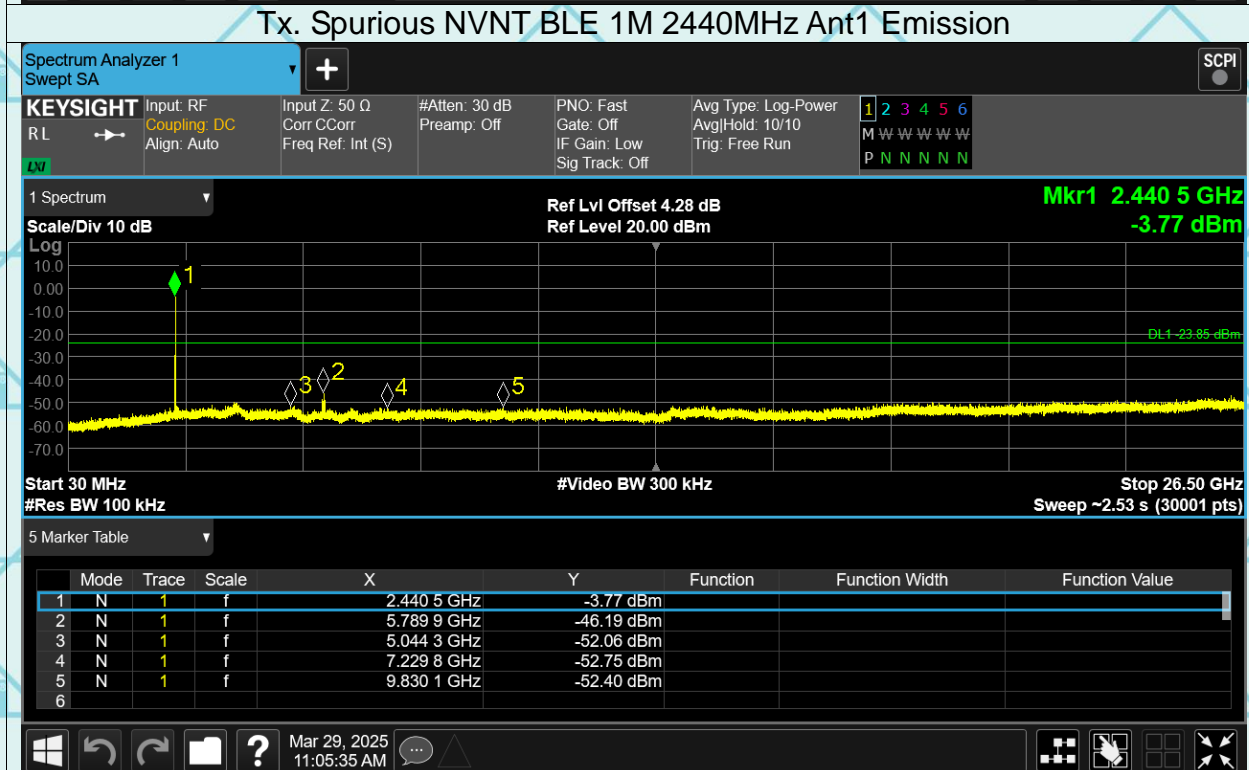 Tx. Spurious NVNT BLE 1M 2440MHz Ant1 Emission
Spectrum Analyzer 1
Swept SA
+
SCPI
KEYSIGHT
R L
LXI
Input: RF
Coupling: DC
Align: Auto
Input Z: 50 Ω
Corr CCorr
Freq Ref: Int (S)
#Atten: 30 dB
Preamp: Off
PNO: Fast
Gate: Off
IF Gain: Low
Sig Track: Off
Avg Type: Log-Power
Avg|Hold: 10/10
Trig: Free Run
1 2 3 4 5 6
M W W W W W
P N N N N N
1 Spectrum
Scale/Div 10 dB
Ref Lvl Offset 4.28 dB
Ref Level 20.00 dBm
Mkr1 2.440 5 GHz
-3.77 dBm
Log
10.0
0.00
-10.0
-20.0
-30.0
-40.0
-50.0
-60.0
-70.0
DL1 -23.85 dBm
1
3
2
4
5
Start 30 MHz
#Res BW 100 kHz
#Video BW 300 kHz
Stop 26.50 GHz
Sweep ~2.53 s (30001 pts)
5 Marker Table
Mode Trace Scale X Y Function Function Width Function Value
1 N 1 f 2.440 5 GHz -3.77 dBm
2 N 1 f 5.789 9 GHz -46.19 dBm
3 N 1 f 5.044 3 GHz -52.06 dBm
4 N 1 f 7.229 8 GHz -52.75 dBm
5 N 1 f 9.830 1 GHz -52.40 dBm
6
?
Mar 29, 2025
11:05:35 AM